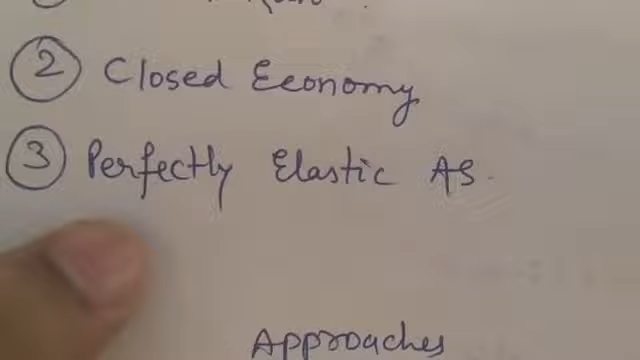 ② Closed Economy
③ Perfectly Elastic AS.
Approaches